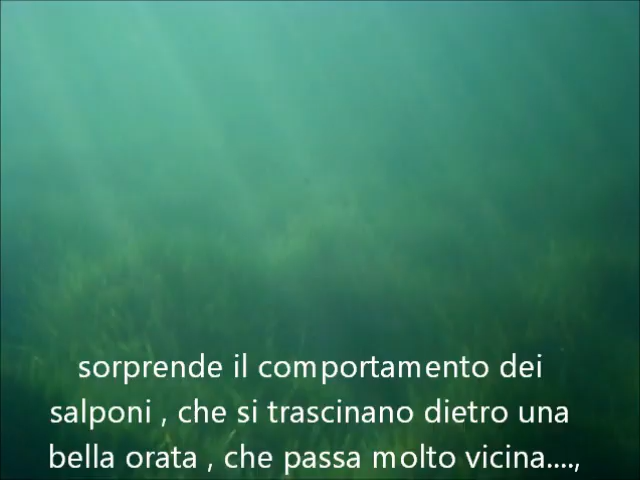 sorprende il comportamento dei
salponi , che si trascinano dietro una
bella orata , che passa molto vicina....,